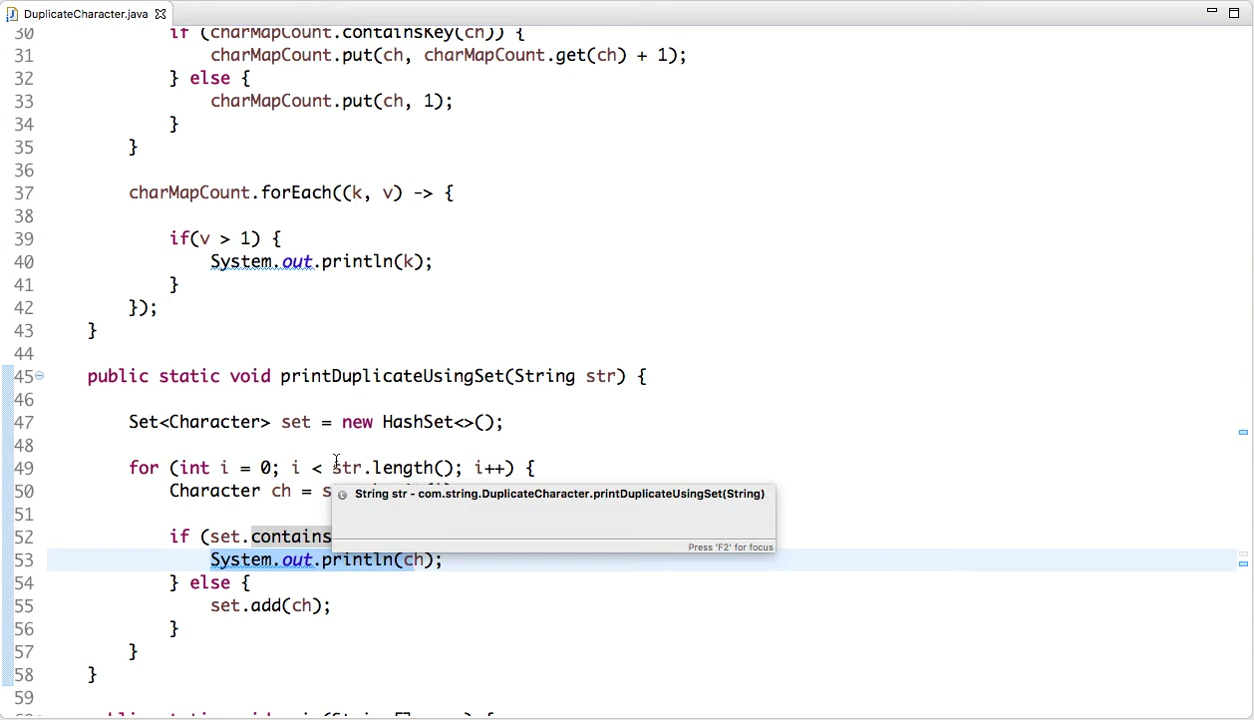 DuplicateCharacter.java
30 if (charMapCount.containsKey(ch)) {
31 charMapCount.put(ch, charMapCount.get(ch) + 1);
32 } else {
33 charMapCount.put(ch, 1);
34 }
35 }
36
37 charMapCount.forEach((k, v) -> {
38
39 if(v > 1) {
40 System.out.println(k);
41 }
42 });
43 }
44
45 public static void printDuplicateUsingSet(String str) {
46
47 Set<Character> set = new HashSet<>();
48
49 for (int i = 0; i < str.length(); i++) {
50 Character ch = s
String str - com.string.DuplicateCharacter.printDuplicateUsingSet(String)
51
52 if (set.contains
Press 'F2' for focus
53 System.out.println(ch);
54 } else {
55 set.add(ch);
56 }
57 }
58 }
59